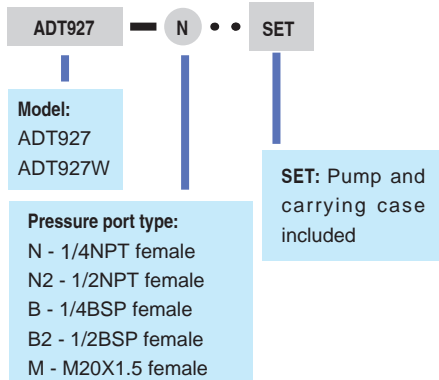 ADT927 — N • • SET
Model:
ADT927
ADT927W
SET: Pump and
carrying case
included
Pressure port type:
N - 1/4NPT female
N2 - 1/2NPT female
B - 1/4BSP female
B2 - 1/2BSP female
M - M20X1.5 female